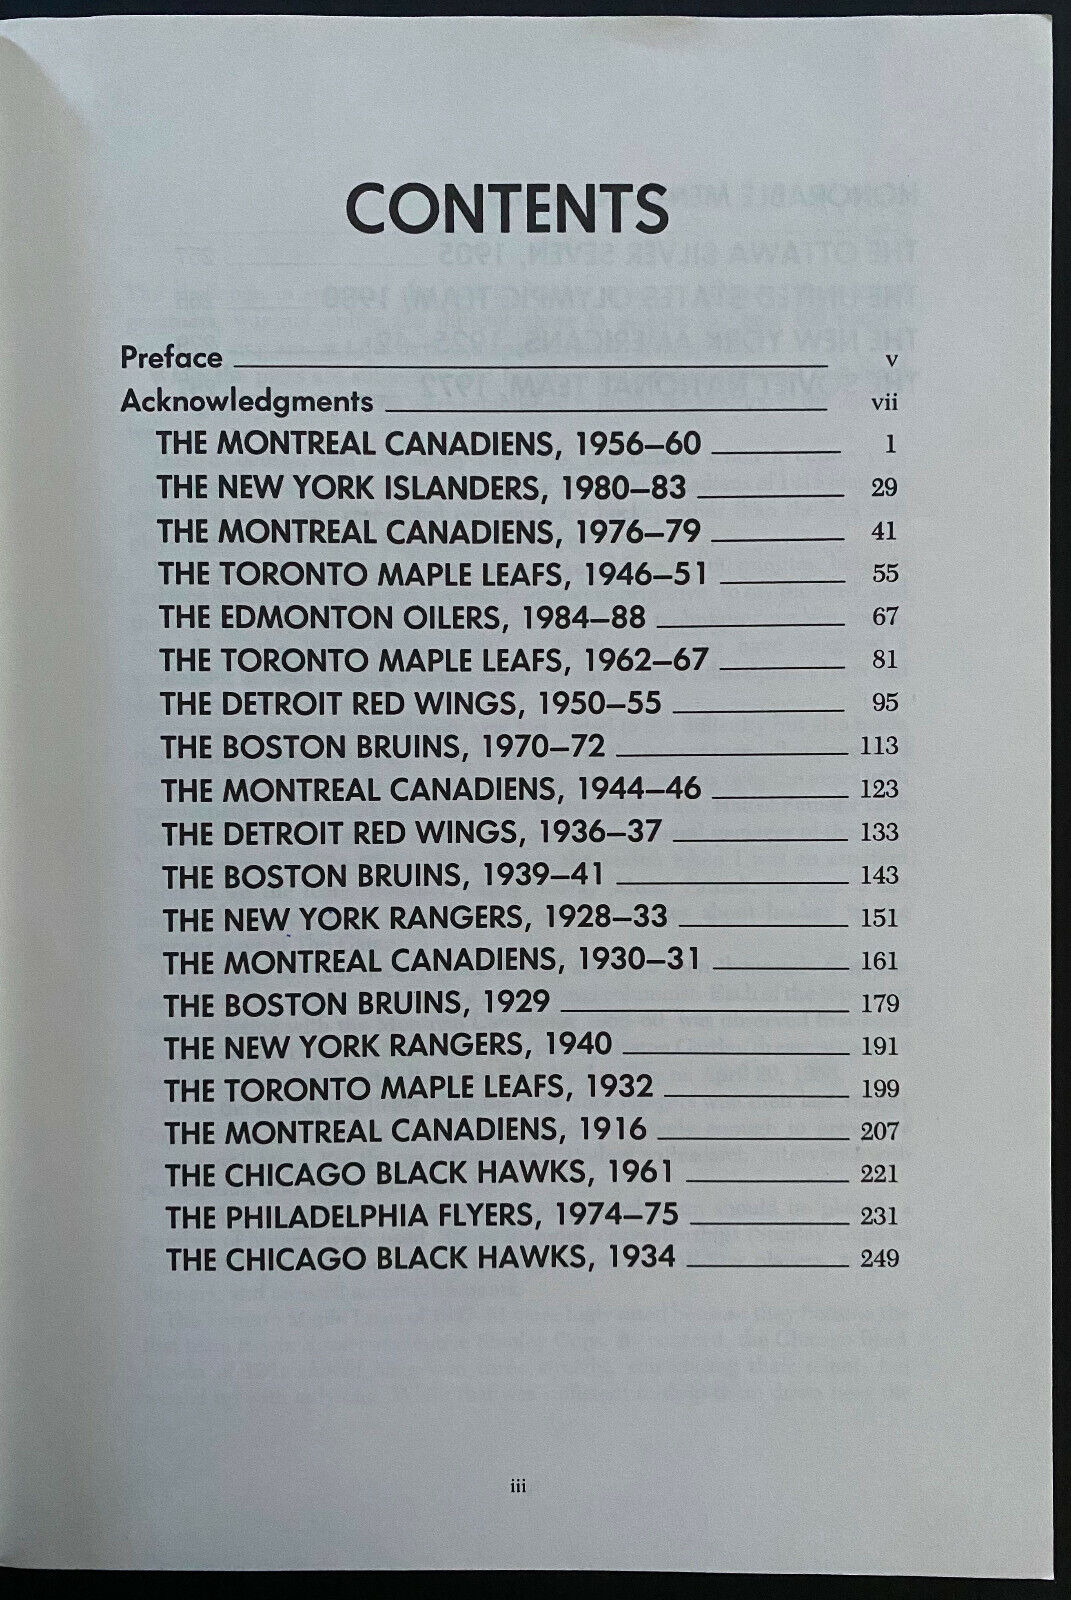 CONTENTS
Preface v
Acknowledgments vii
THE MONTREAL CANADIENS, 1956–60 1
THE NEW YORK ISLANDERS, 1980–83 29
THE MONTREAL CANADIENS, 1976–79 41
THE TORONTO MAPLE LEAFS, 1946–51 55
THE EDMONTON OILERS, 1984–88 67
THE TORONTO MAPLE LEAFS, 1962–67 81
THE DETROIT RED WINGS, 1950–55 95
THE BOSTON BRUINS, 1970–72 113
THE MONTREAL CANADIENS, 1944–46 123
THE DETROIT RED WINGS, 1936–37 133
THE BOSTON BRUINS, 1939–41 143
THE NEW YORK RANGERS, 1928–33 151
THE MONTREAL CANADIENS, 1930–31 161
THE BOSTON BRUINS, 1929 179
THE NEW YORK RANGERS, 1940 191
THE TORONTO MAPLE LEAFS, 1932 199
THE MONTREAL CANADIENS, 1916 207
THE CHICAGO BLACK HAWKS, 1961 221
THE PHILADELPHIA FLYERS, 1974–75 231
THE CHICAGO BLACK HAWKS, 1934 249
iii